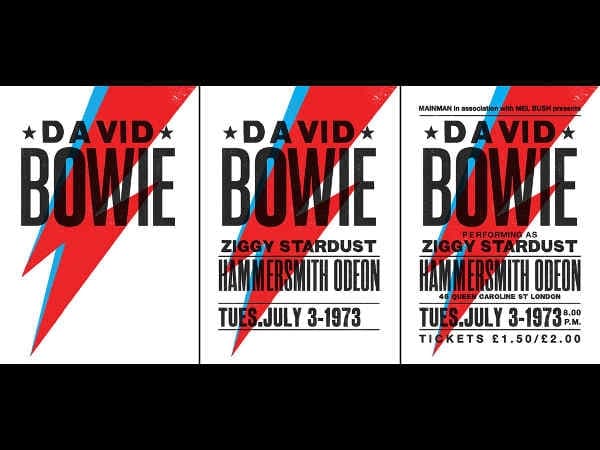 ★DAVID★
BOWIE
★DAVID★
BOWIE
ZIGGY STARDUST
HAMMERSMITH ODEON
TUES.JULY 3-1973
MAINMAN in association with MEL BUSH presents
★DAVID★
BOWIE
PERFORMING AS
ZIGGY STARDUST
HAMMERSMITH ODEON
45 QUEEN CAROLINE ST LONDON
TUES.JULY 3-1973 8.00 P.M.
TICKETS £1.50/£2.00